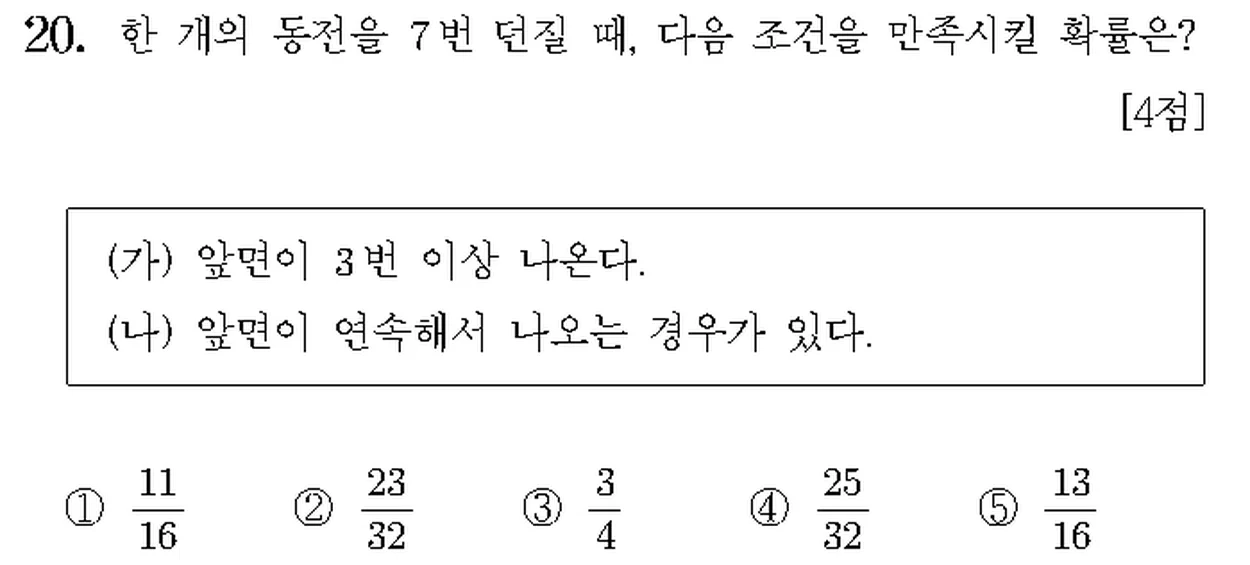 20. 한 개의 동전을 7번 던질 때, 다음 조건을 만족시킬 확률은?
[4점]
(가) 앞면이 3번 이상 나온다.
(나) 앞면이 연속해서 나오는 경우가 있다.
① 11/16 ② 23/32 ③ 3/4 ④ 25/32 ⑤ 13/16